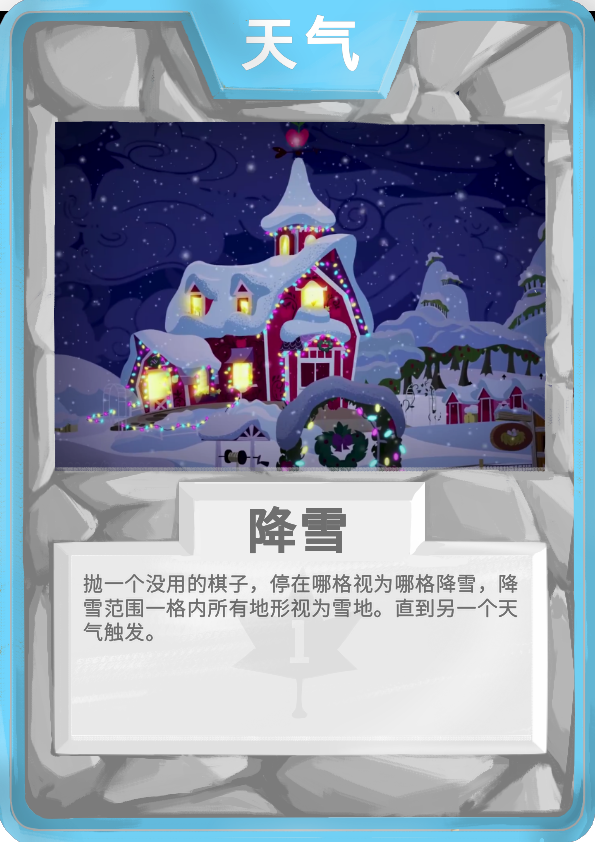 天气
降雪
抛一个没用的棋子，停在哪格视为哪格降雪，降
雪范围一格内所有地形视为雪地。直到另一个天
气触发。